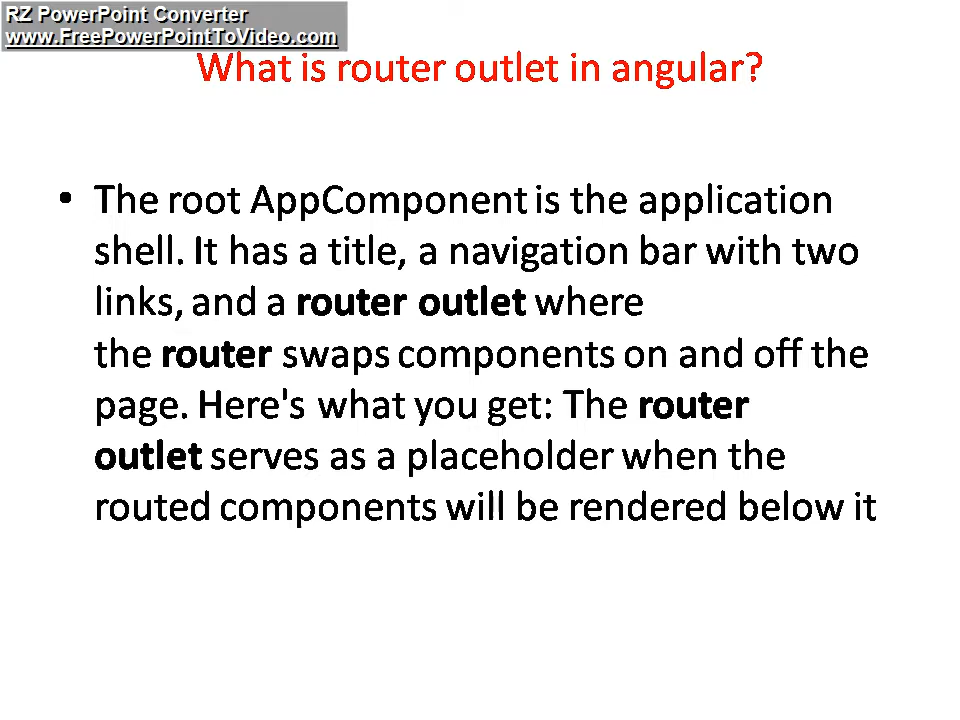 RZ PowerPoint Converter
www.FreePowerPointToVideo.com
What is router outlet in angular?
• The root AppComponent is the application
shell. It has a title, a navigation bar with two
links, and a router outlet where
the router swaps components on and off the
page. Here's what you get: The router
outlet serves as a placeholder when the
routed components will be rendered below it